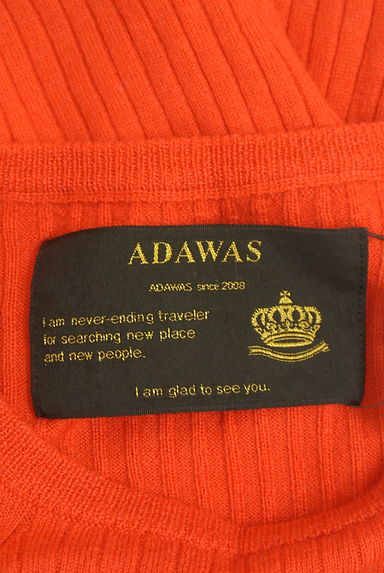 ADAWAS
ADAWAS since 2008
I am never-ending traveler
for searching new place
and new people.
I am glad to see you.